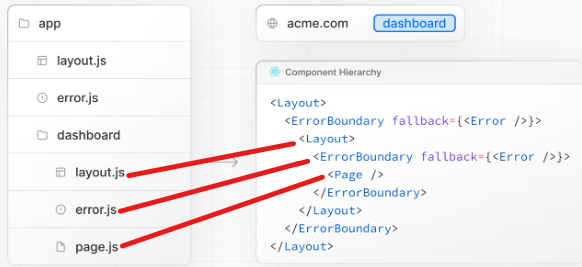 app
layout.js
error.js
dashboard
layout.js
error.js
page.js
acme.com dashboard
Component Hierarchy
<Layout>
<ErrorBoundary fallback={<Error />}>
<Layout>
<ErrorBoundary fallback={<Error />}>
<Page />
</ErrorBoundary>
</Layout>
</ErrorBoundary>
</Layout>